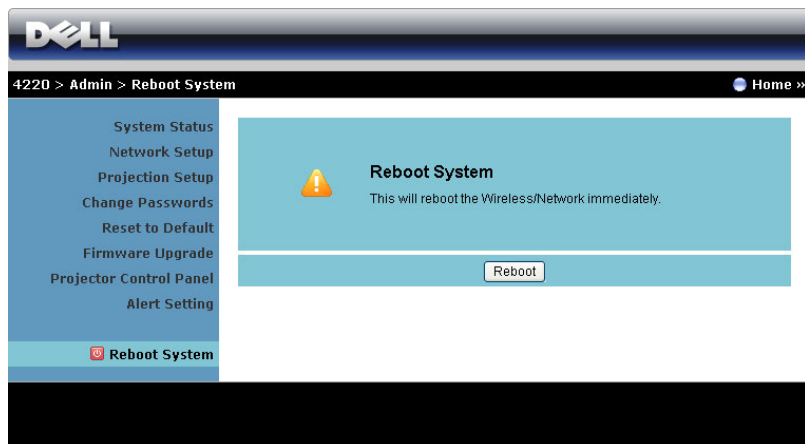 DELL
4220 > Admin > Reboot System
Home »
System Status
Network Setup
Projection Setup
Change Passwords
Reset to Default
Firmware Upgrade
Projector Control Panel
Alert Setting
Reboot System
Reboot System
This will reboot the Wireless/Network immediately.
Reboot